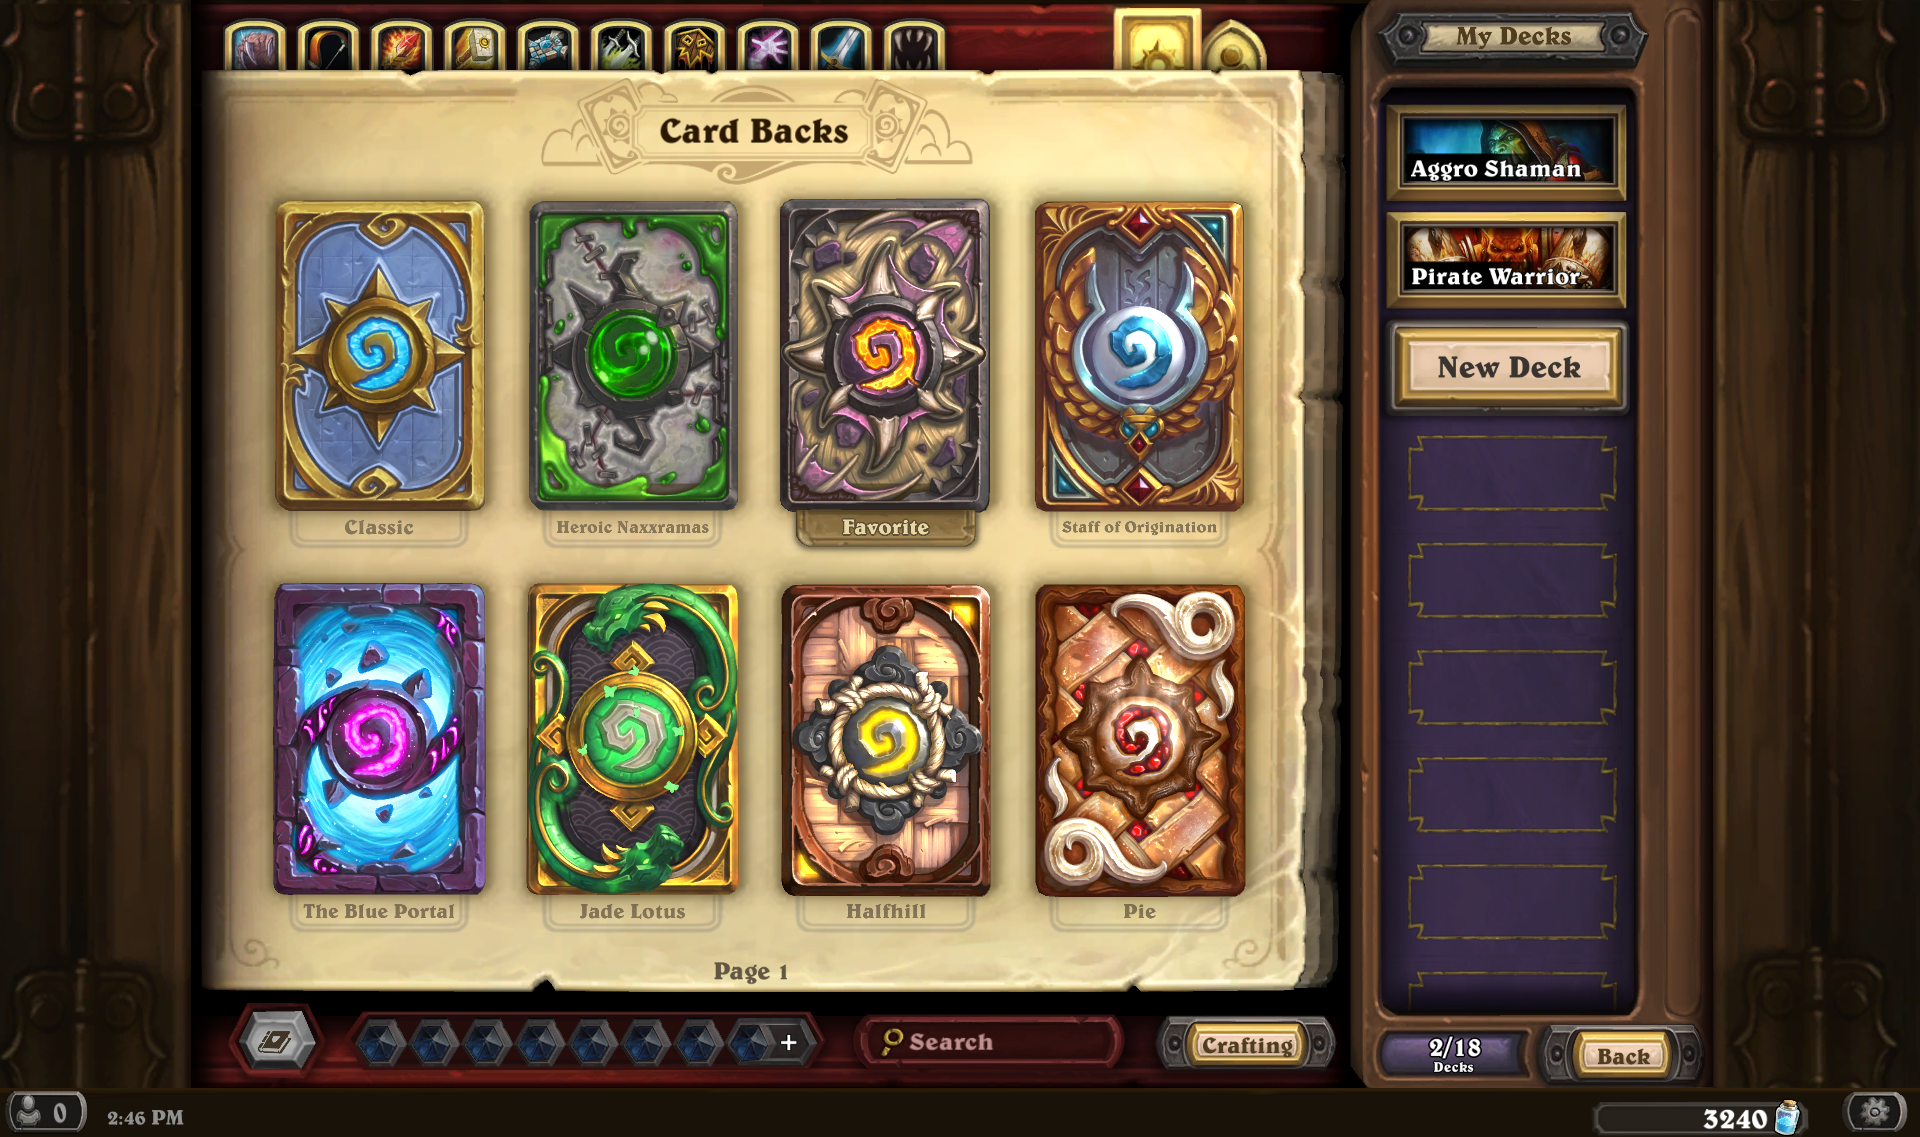 My Decks
Card Backs
Aggro Shaman
Pirate Warrior
New Deck
Classic
Heroic Naxxramas
Favorite
Staff of Origination
The Blue Portal
Jade Lotus
Halfhill
Pie
Page 1
Search
Crafting
2/18
Decks
Back
0
2:46 PM
3240